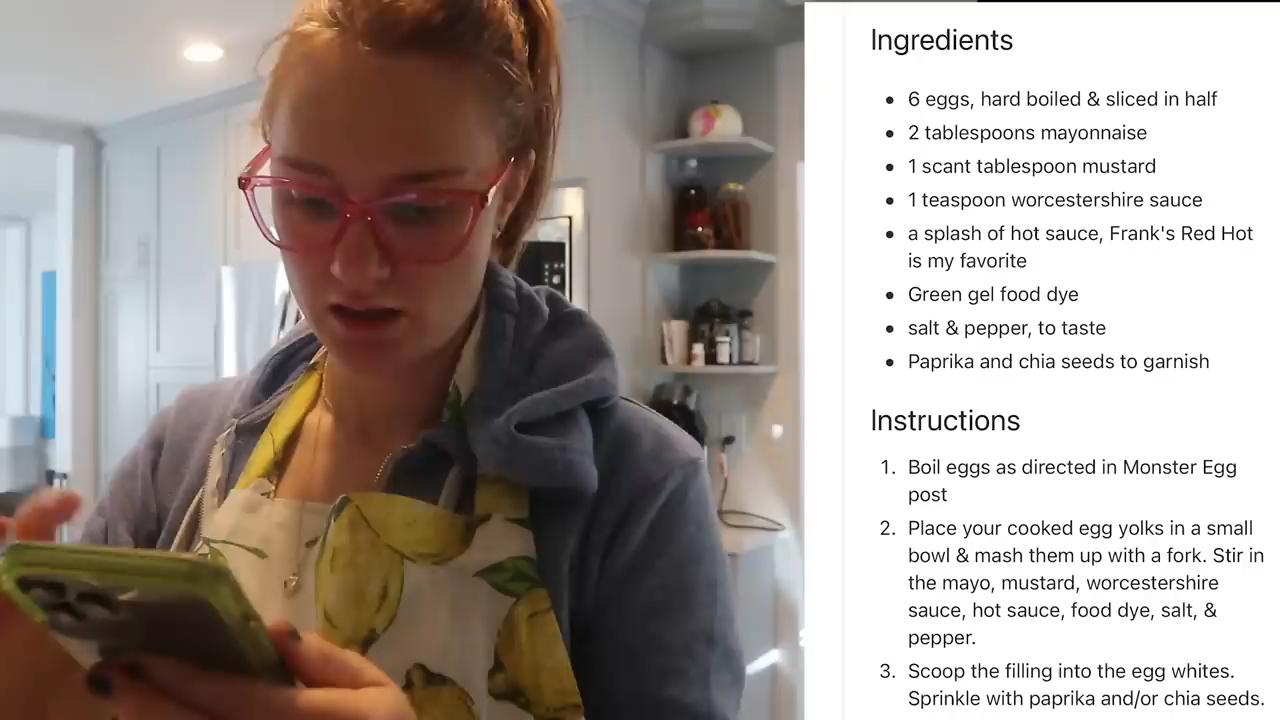 Ingredients
6 eggs, hard boiled & sliced in half
2 tablespoons mayonnaise
1 scant tablespoon mustard
1 teaspoon worcestershire sauce
a splash of hot sauce, Frank's Red Hot
is my favorite
Green gel food dye
salt & pepper, to taste
Paprika and chia seeds to garnish
Instructions
1. Boil eggs as directed in Monster Egg
post
2. Place your cooked egg yolks in a small
bowl & mash them up with a fork. Stir in
the mayo, mustard, worcestershire
sauce, hot sauce, food dye, salt, &
pepper.
3. Scoop the filling into the egg whites.
Sprinkle with paprika and/or chia seeds.